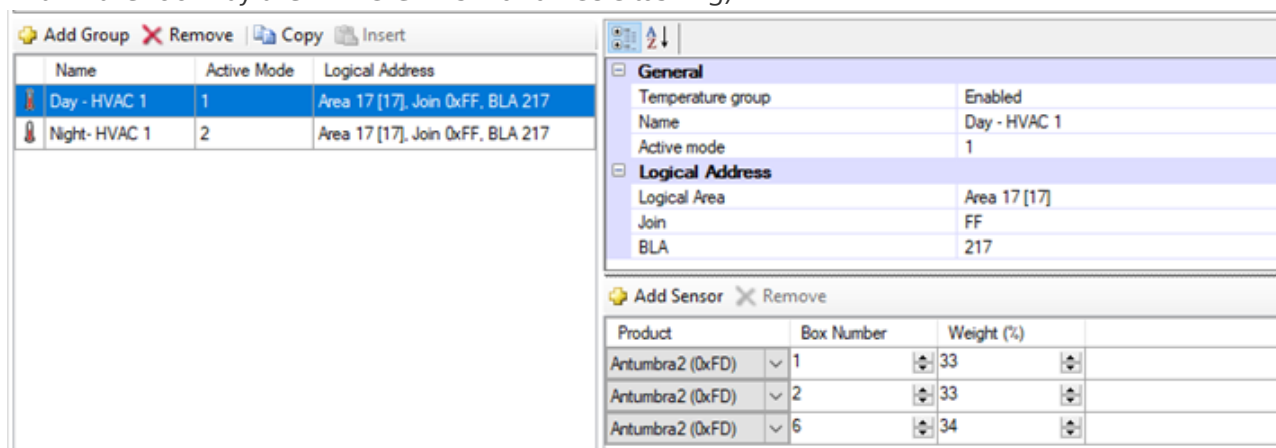 Add Group Remove Copy Insert
Name Active Mode Logical Address
Day - HVAC 1 1 Area 17 [17], Join 0xFF, BLA 217
Night- HVAC 1 2 Area 17 [17], Join 0xFF, BLA 217
General
Temperature group Enabled
Name Day - HVAC 1
Active mode 1
Logical Address
Logical Area Area 17 [17]
Join FF
BLA 217
Add Sensor Remove
Product Box Number Weight (%)
Antumbra2 (0xFD) 1 33
Antumbra2 (0xFD) 2 33
Antumbra2 (0xFD) 6 34